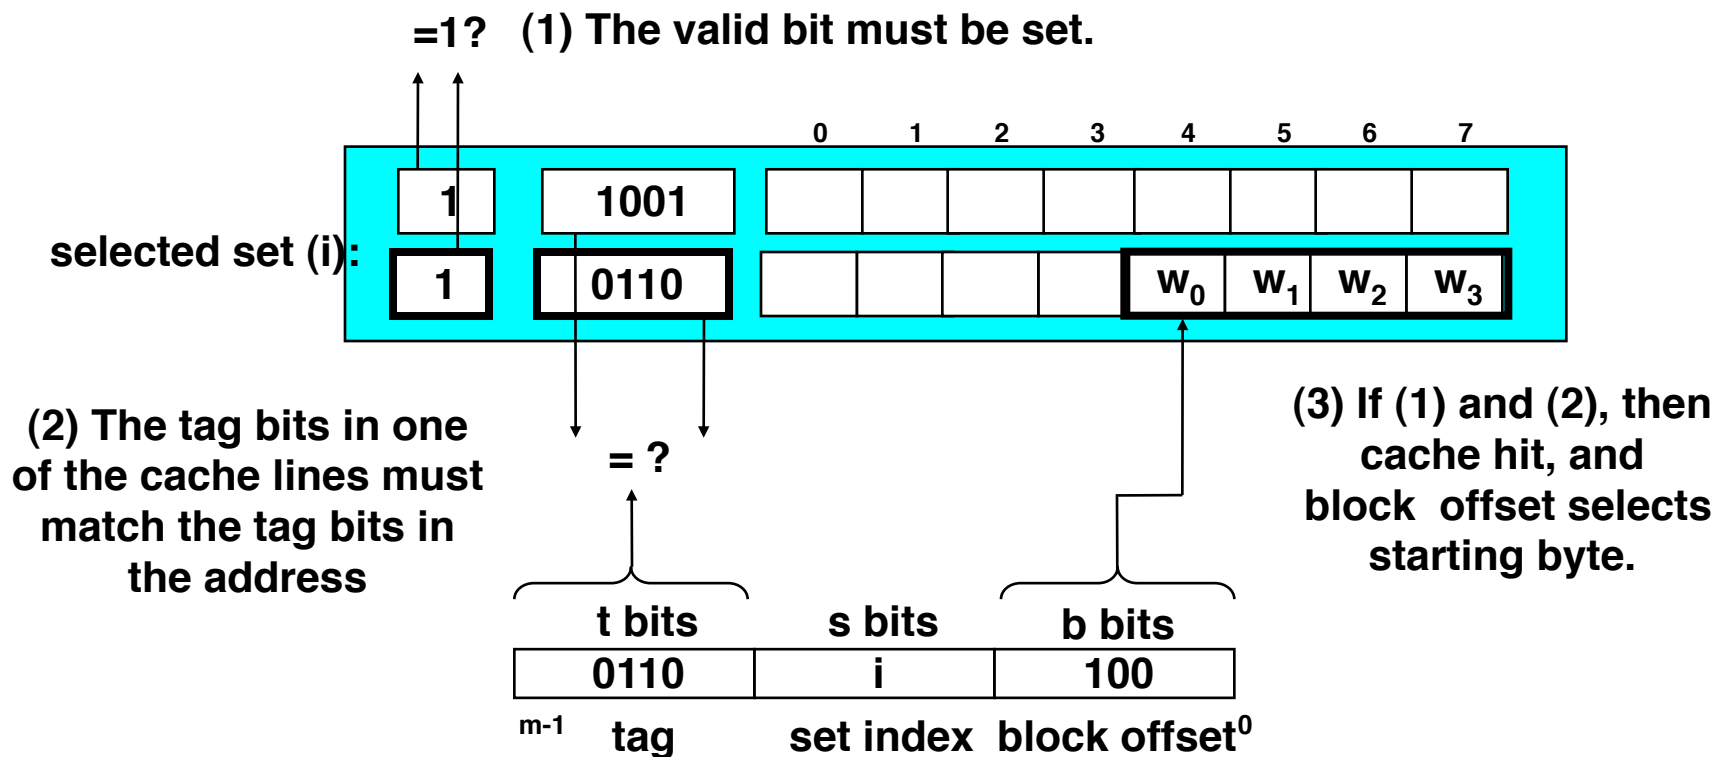 =1? (1) The valid bit must be set.
0 1 2 3 4 5 6 7
1 1001
selected set (i):
1 0110 w0 w1 w2 w3
(2) The tag bits in one
of the cache lines must
match the tag bits in
the address
= ?
(3) If (1) and (2), then
cache hit, and
block offset selects
starting byte.
t bits s bits b bits
0110 i 100
m-1 tag set index block offset 0